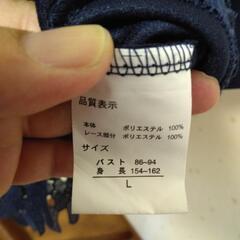 品質表示
本体 ポリエステル 100%
レース部分 ポリエステル 100%
サイズ
バスト 86-94
身長 154-162
L